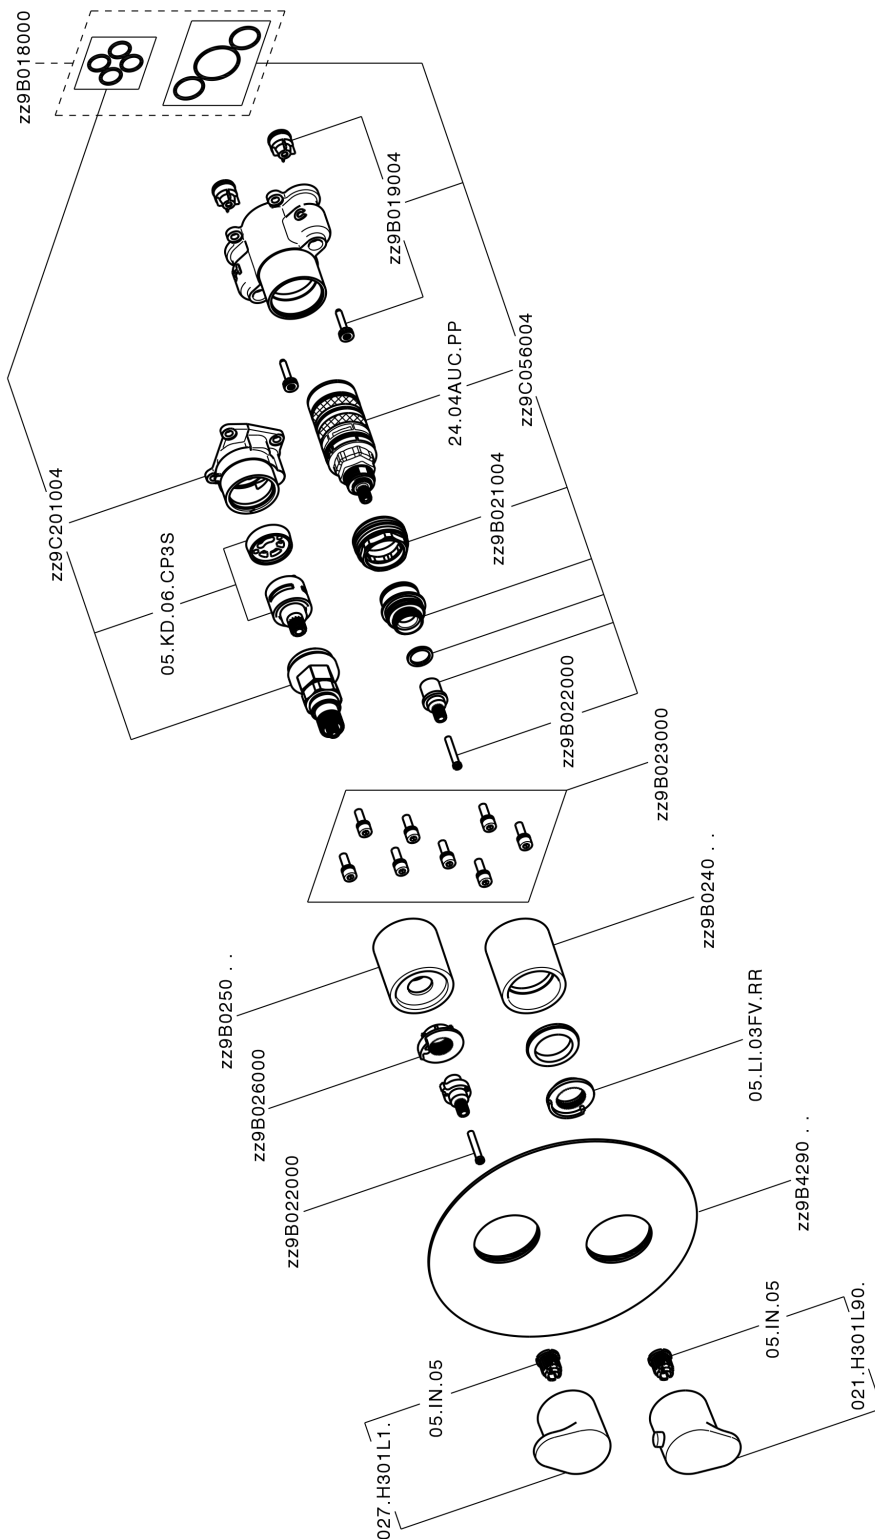 zz9B018000
zz9B019004
24.04AUC.PP
zz9C056004
zz9C201004
05.KD.06.CP3S
zz9B021004
zz9B022000
zz9B023000
zz9B0240 . .
zz9B0250 . .
zz9B026000
05.LI.03FV.RR
zz9B022000
zz9B4290 . .
05.IN.05
05.IN.05
027.H301L1.
021.H301L90.